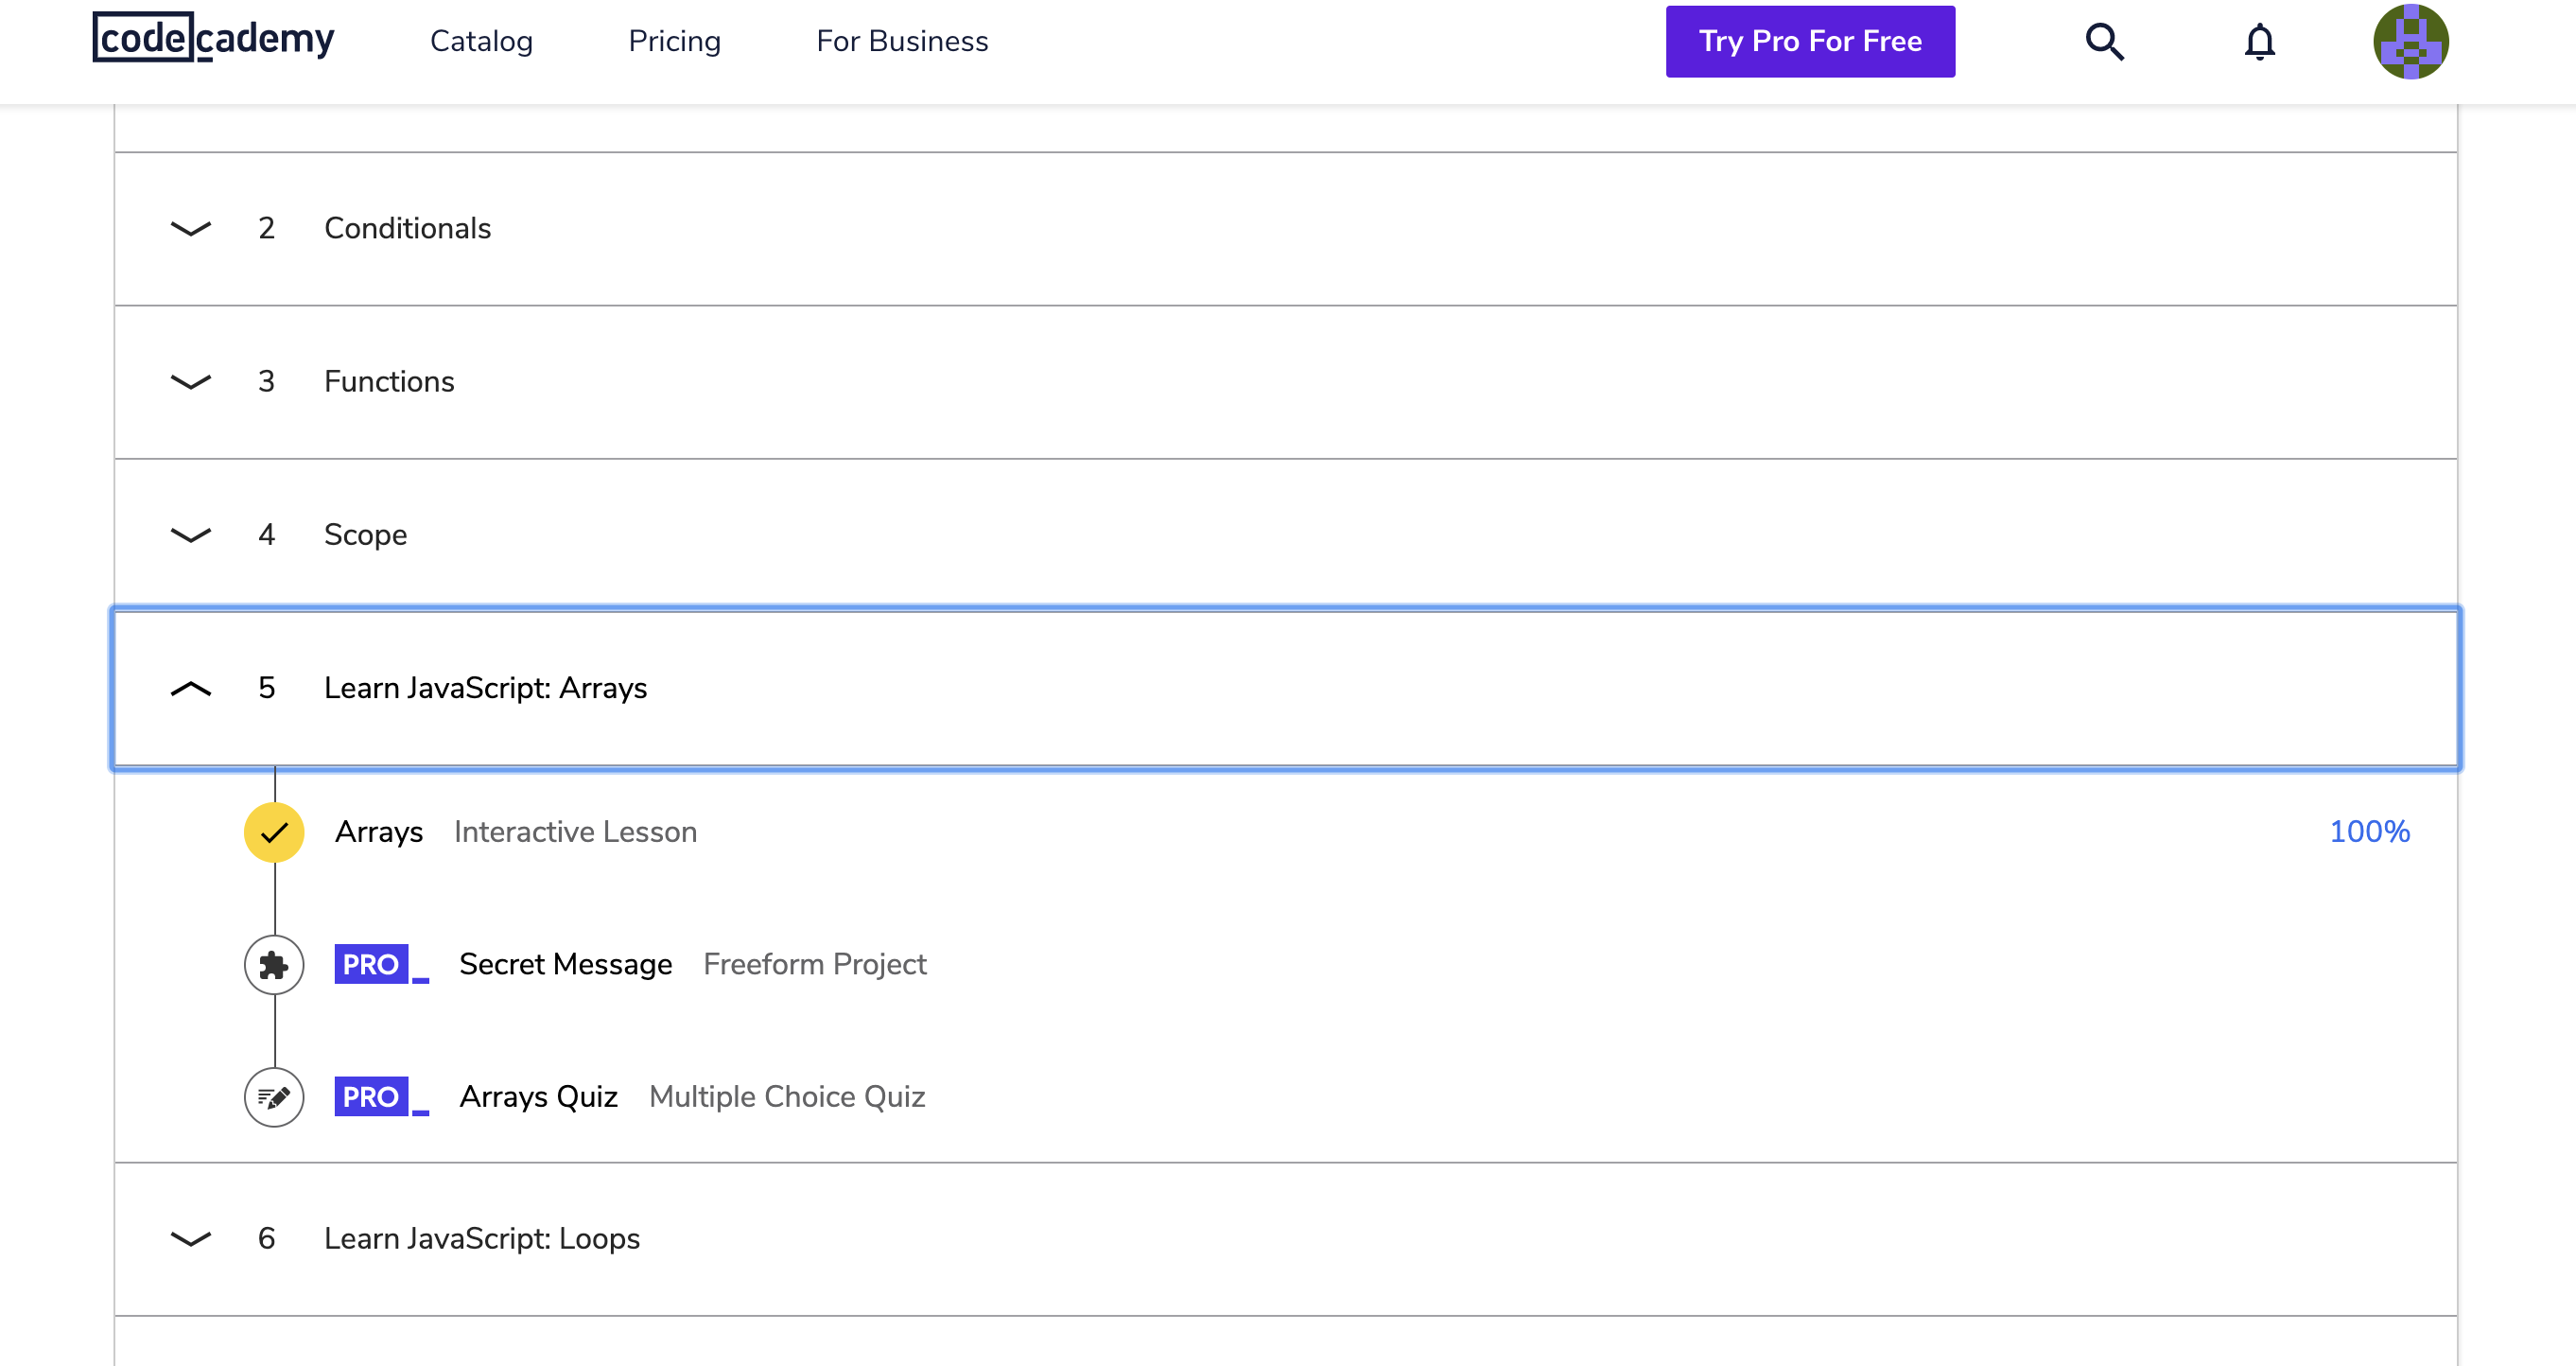 codecademy Catalog Pricing For Business Try Pro For Free
2 Conditionals
3 Functions
4 Scope
5 Learn JavaScript: Arrays
Arrays Interactive Lesson 100%
PRO Secret Message Freeform Project
PRO Arrays Quiz Multiple Choice Quiz
6 Learn JavaScript: Loops